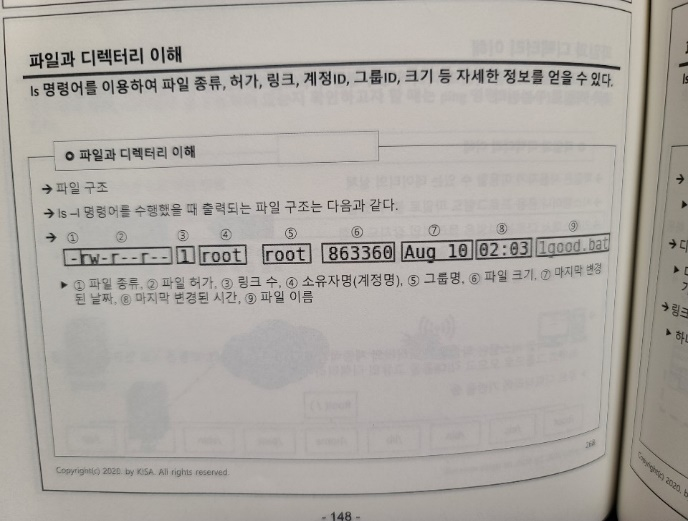 파일과 디렉터리 이해
ls 명령어를 이용하여 파일 종류, 허가, 링크, 계정ID, 그룹ID, 크기 등 자세한 정보를 얻을 수 있다.
파일과 디렉터리 이해
→ 파일 구조
→ ls –l 명령어를 수행했을 때 출력되는 파일 구조는 다음과 같다.
→ ① ② ③ ④ ⑤ ⑥ ⑦ ⑧ ⑨
-rw-r--r-- 1 root root 863360 Aug 10 02:03 1good.bat
▶ ① 파일 종류, ② 파일 허가, ③ 링크 수, ④ 소유자명(계정명), ⑤ 그룹명, ⑥ 파일 크기, ⑦ 마지막 변경
된 날짜, ⑧ 마지막 변경된 시간, ⑨ 파일 이름
268
Copyright(c) 2020. by KISA. All rights reserved.
- 148 -